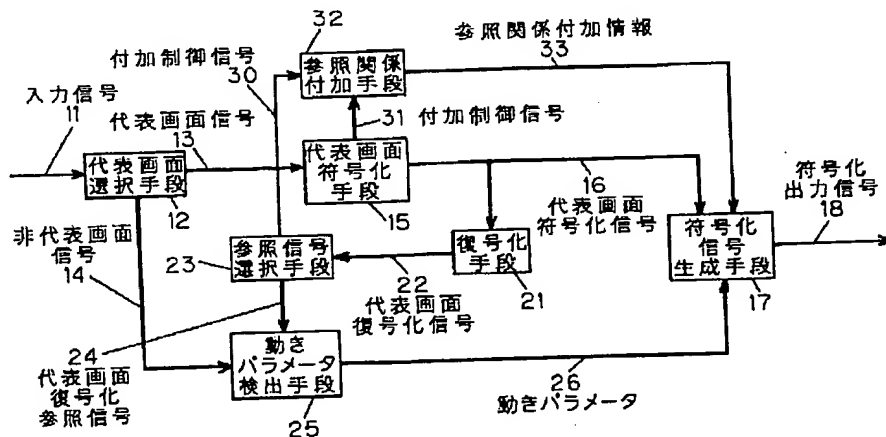 32
参照関係付加情報
33
付加制御信号
30
参照関係
付加手段
入力信号
11
代表画面信号
13
31 付加制御信号
代表画面
選択手段
12
代表画面
符号化
手段
15
16
代表画面
符号化信号
符号化
出力信号
18
非代表画面
信号
14
23
参照信号
選択手段
22
代表画面
復号化信号
復号化
手段
21
符号化
信号
生成手段
17
24
代表画面
復号化
参照信号
動き
パラメータ
検出手段
25
26
動きパラメータ